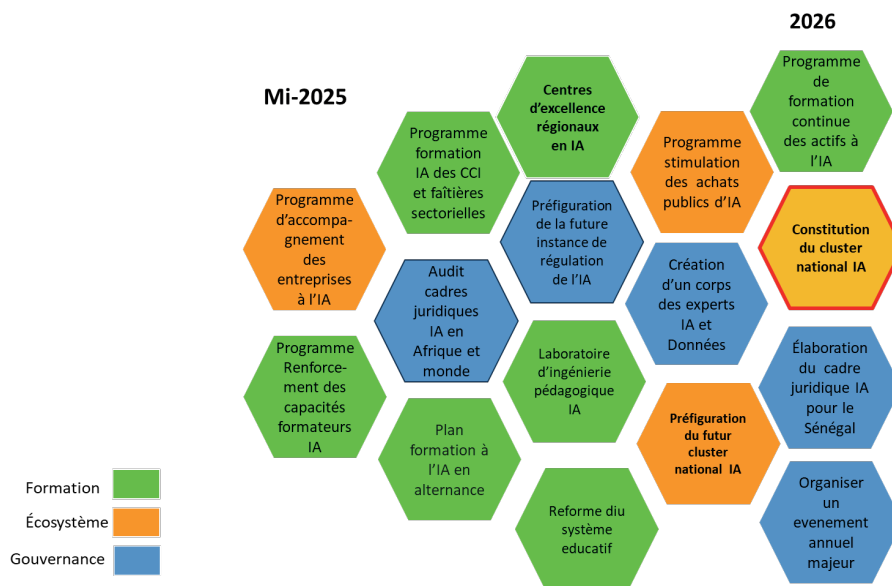 2026
Mi-2025
Programme
d'accompa-
gnement
des
entreprises
à l'IA
Programme
Renforce-
ment des
capacités
formateurs
IA
Programme
formation
IA des CCI
et faîtières
sectorielles
Audit
cadres
juridiques
IA en
Afrique et
monde
Plan
formation à
l'IA en
alternance
Centres
d'excellence
régionaux
en IA
Préfiguration
de la future
instance de
régulation
de l'IA
Laboratoire
d'ingénierie
pédagogique
IA
Reforme diu
système
educatif
Programme
stimulation
des achats
publics d'IA
Création
d'un corps
des experts
IA et
Données
Préfiguration
du futur
cluster
national IA
Programme
de
formation
continue
des actifs à
l'IA
Constitution
du cluster
national IA
Élaboration
du cadre
juridique IA
pour le
Sénégal
Organiser
un
evenement
annuel
majeur
Formation
Écosystème
Gouvernance